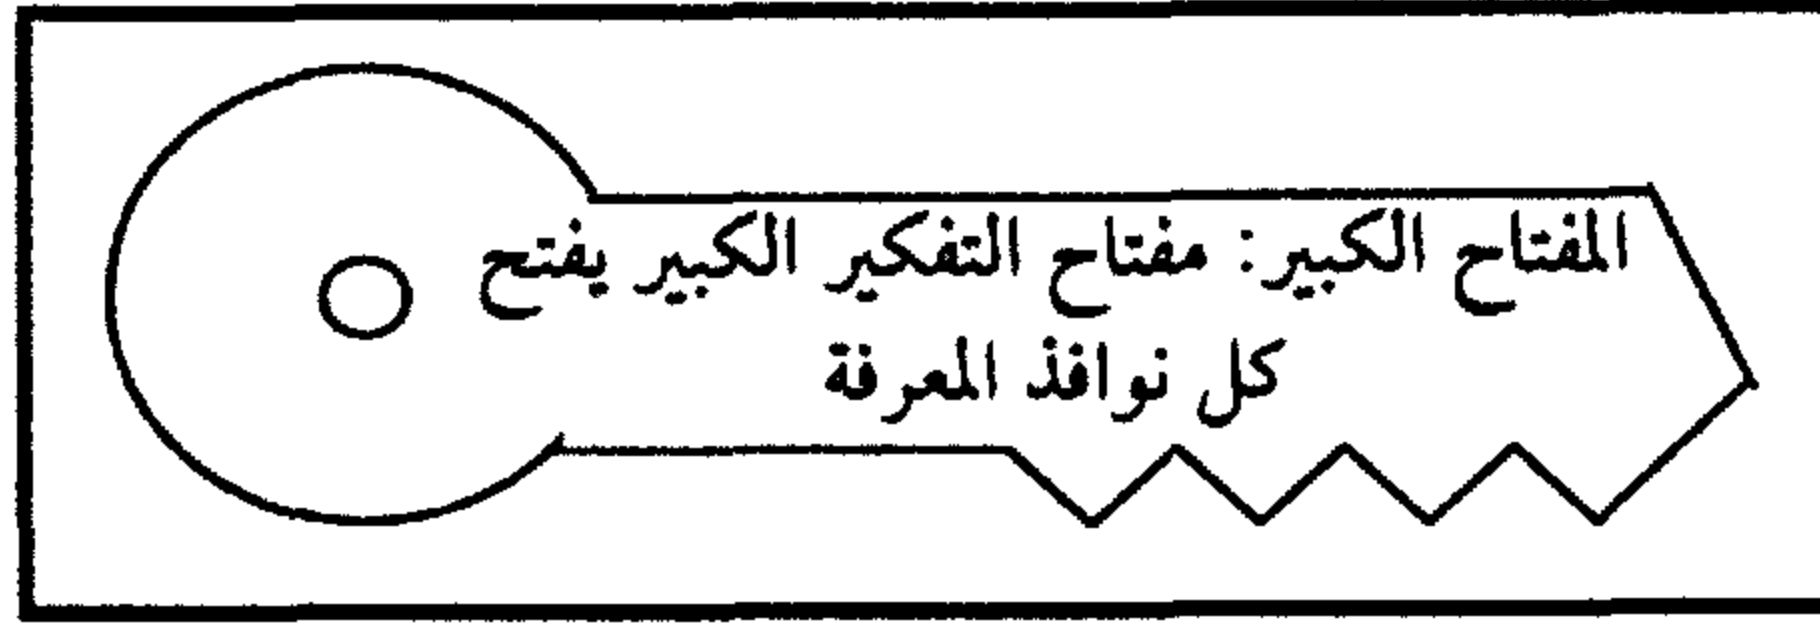 المفتاح الكبير: مفتاح التفكير الكبير يفتح
كل نوافذ المعرفة